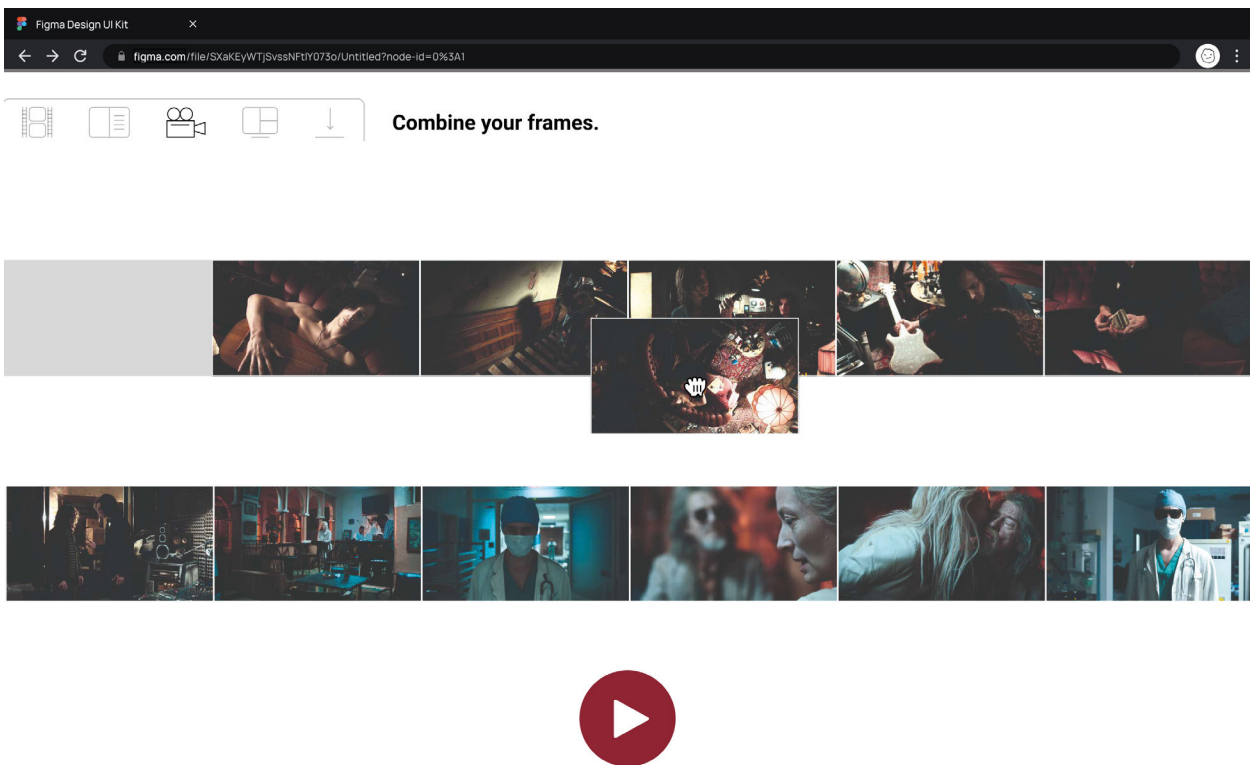 Figma Design UI Kit
figma.com/file/SXaKEyWTjSvssNFtlY073o/Untitled?node-id=0%3A1
Combine your frames.